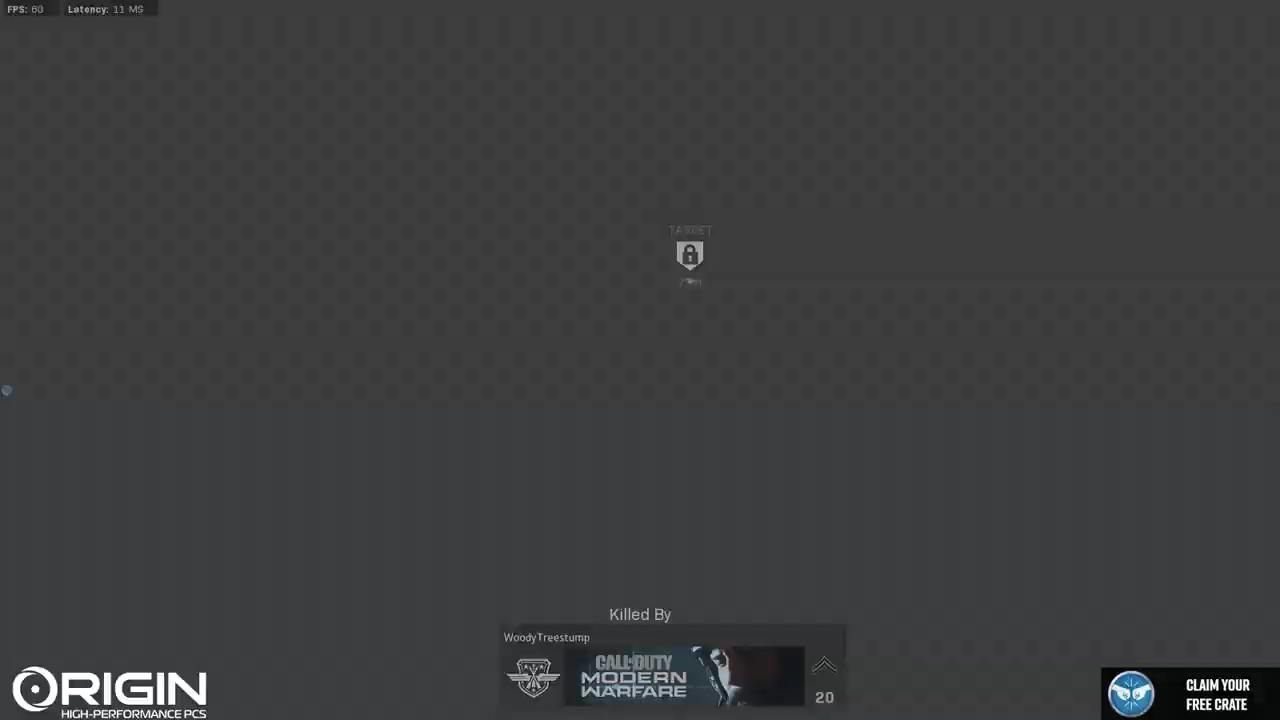 FPS: 60 Latency: 11 MS
TARGET
Killed By
WoodyTreestump
CALL OF DUTY
MODERN
WARFARE
20
ORIGIN
HIGH-PERFORMANCE PCS
CLAIM YOUR
FREE CRATE